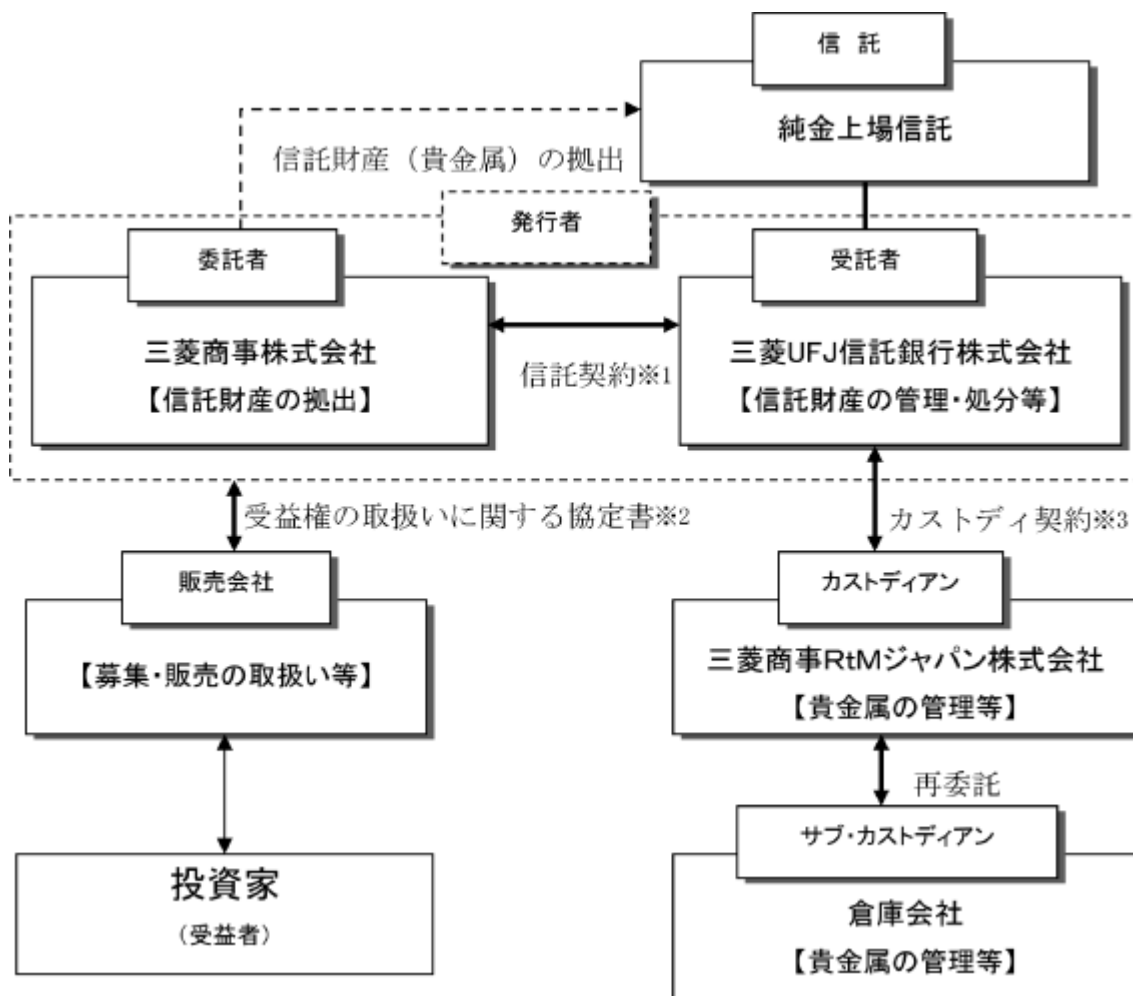 信 託
純金上場信託
信託財産（貴金属）の拠出
発行者
委託者
三菱商事株式会社
【信託財産の拠出】
信託契約※1
受託者
三菱UFJ信託銀行株式会社
【信託財産の管理・処分等】
受益権の取扱いに関する協定書※2
カストディ契約※3
販売会社
【募集・販売の取扱い等】
カストディアン
三菱商事RtMジャパン株式会社
【貴金属の管理等】
再委託
投資家
（受益者）
サブ・カストディアン
倉庫会社
【貴金属の管理等】